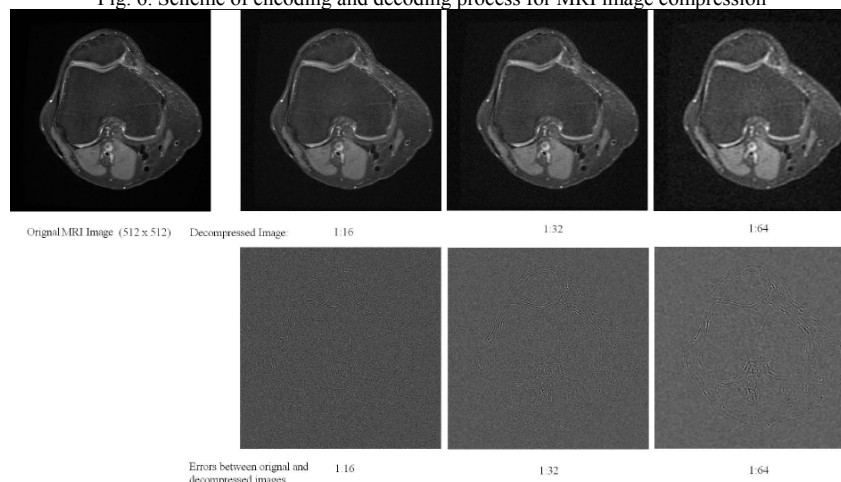 Fig. 6. Scheme of encoding and decoding process for MRI image compression
Orignal MRI Image (512 x 512) Decompressed Image: 1:16 1:32 1:64
Errors between orignal and 1:16 1:32 1:64
decompressed images